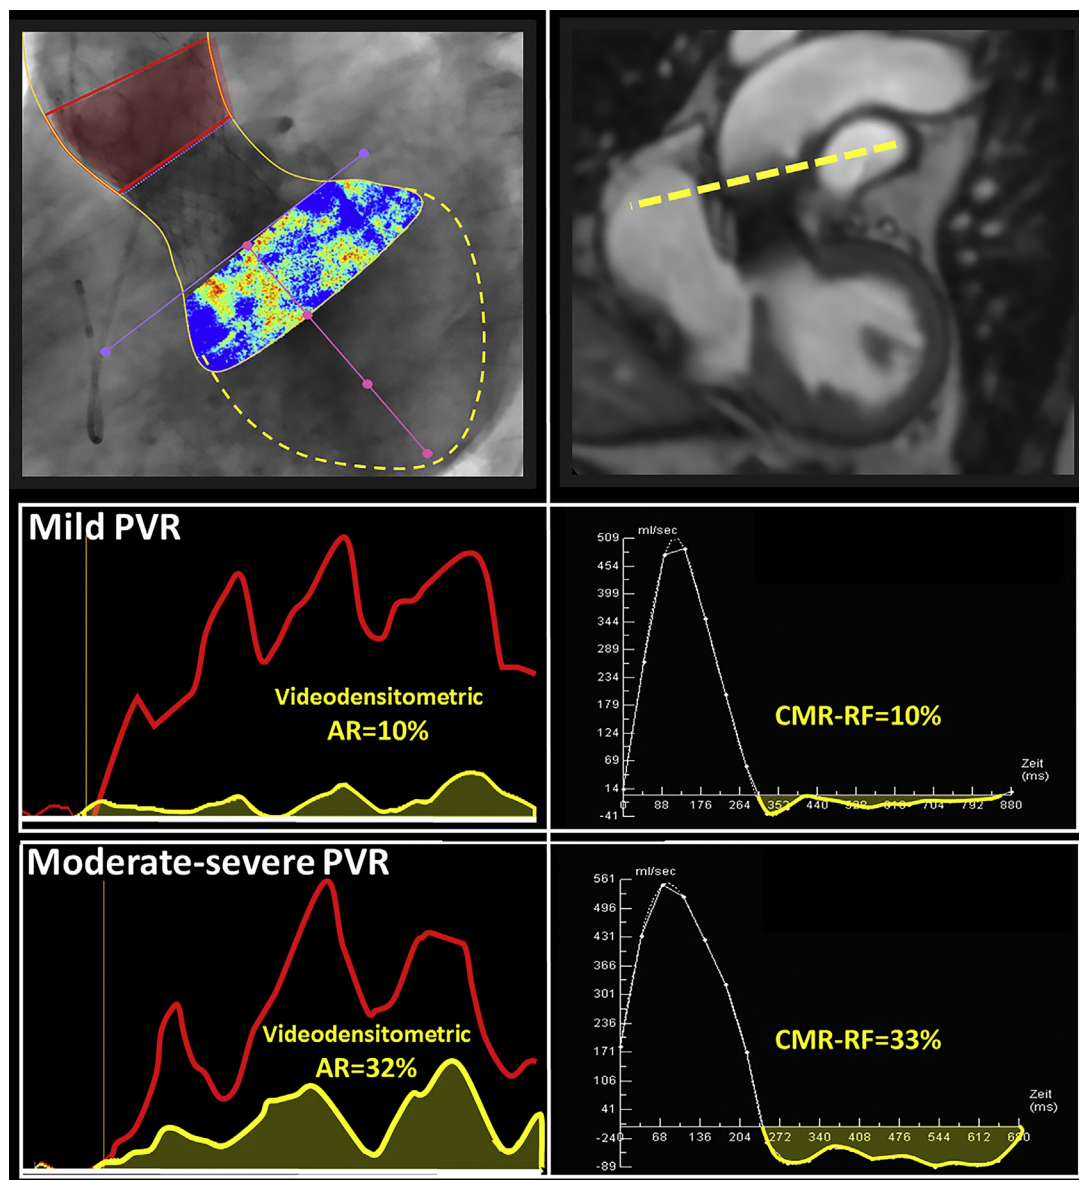 Mild PVR
Videodensitometric
AR=10%
ml/sec
509
454
399
344
289
234
179
124
69
14
-41
0 88 176 264 352 440 528 616 704 792 880
Zeit
(ms)
CMR-RF=10%
Moderate-severe PVR
Videodensitometric
AR=32%
ml/sec
561
496
431
366
301
236
171
106
41
-24
-89
0 68 136 204 272 340 408 476 544 612 680
Zeit
(ms)
CMR-RF=33%